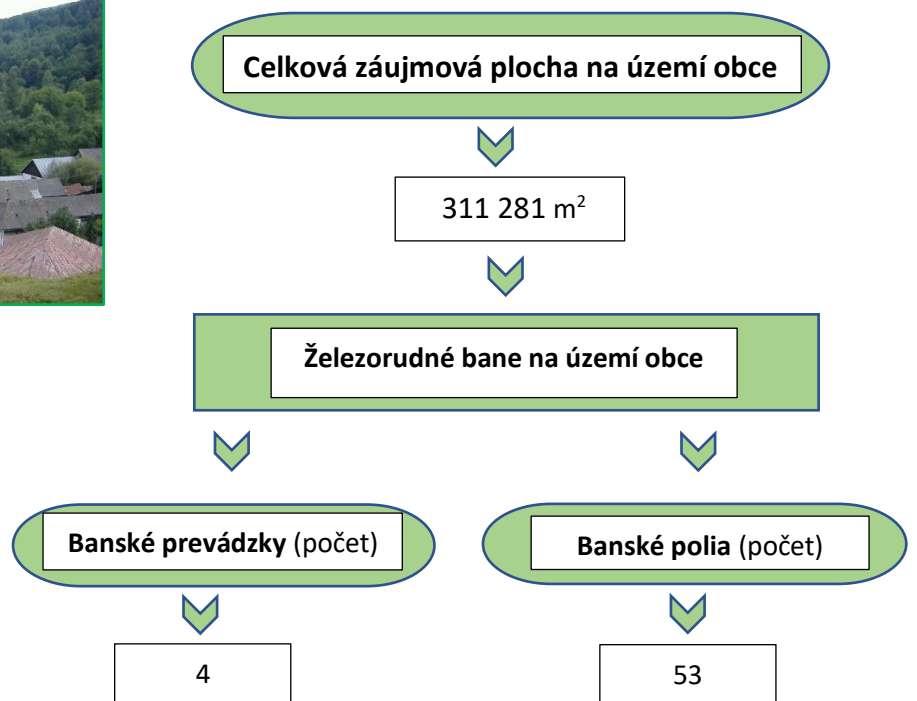 Celková záujmová plocha na území obce
311 281 m²
Železorudné bane na území obce
Banské prevádzky (počet)
Banské polia (počet)
4
53